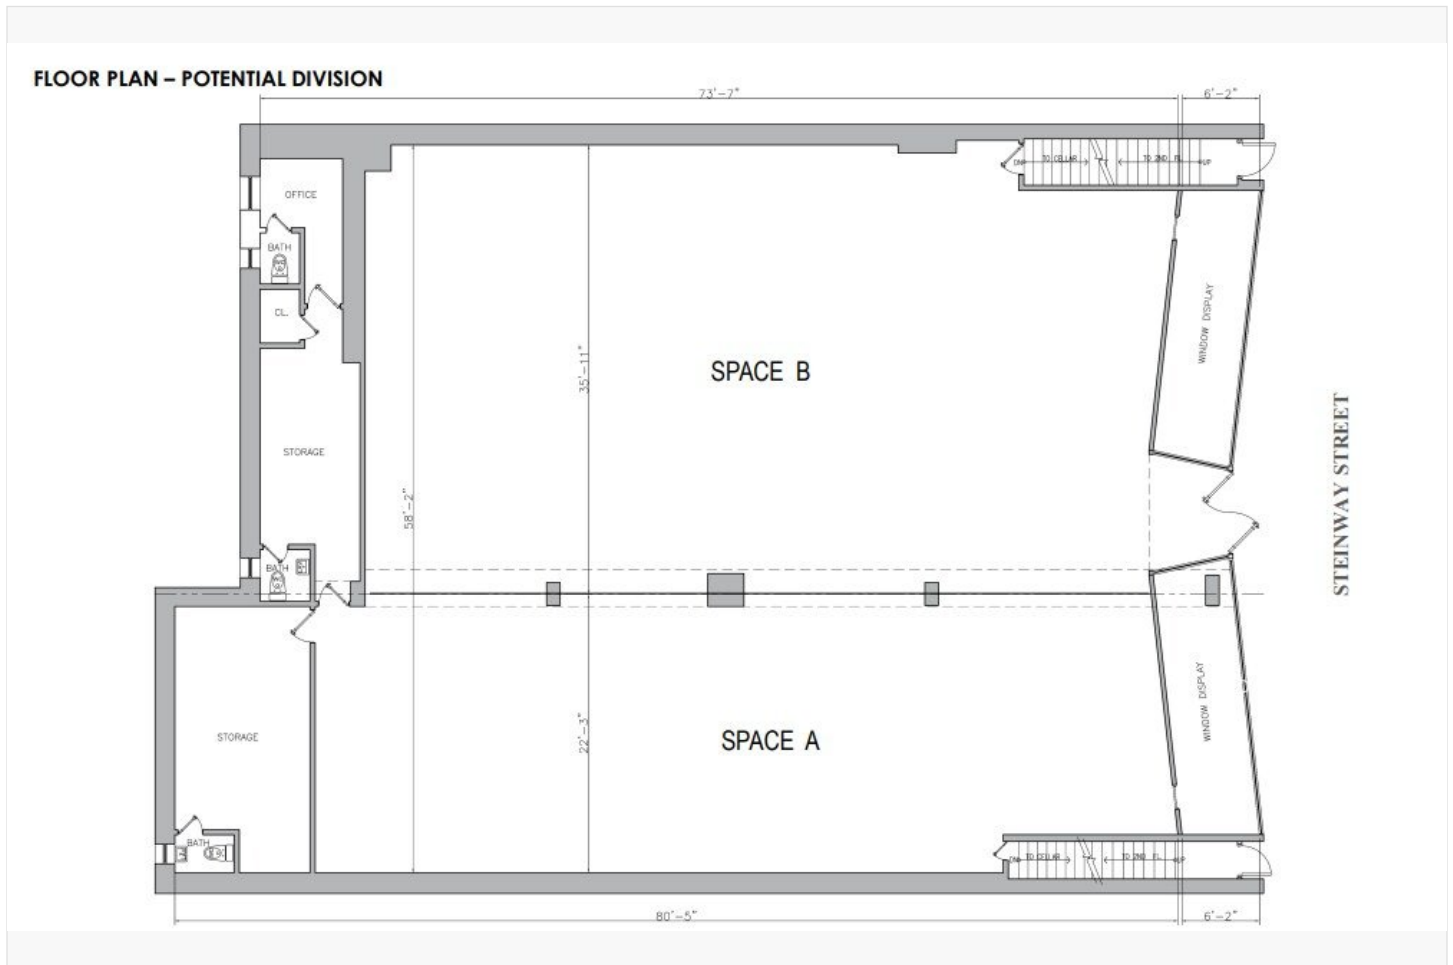 FLOOR PLAN – POTENTIAL DIVISION
73'-7"
6'-2"
DN
TO CELLAR
TO 2ND FL.
UP
OFFICE
BATH
CL.
WINDOW DISPLAY
35'-11"
SPACE B
STEINWAY STREET
STORAGE
58'-2"
BATH
WINDOW DISPLAY
22'-3"
SPACE A
STORAGE
BATH
DN
TO CELLAR
TO 2ND FL.
UP
80'-5"
6'-2"